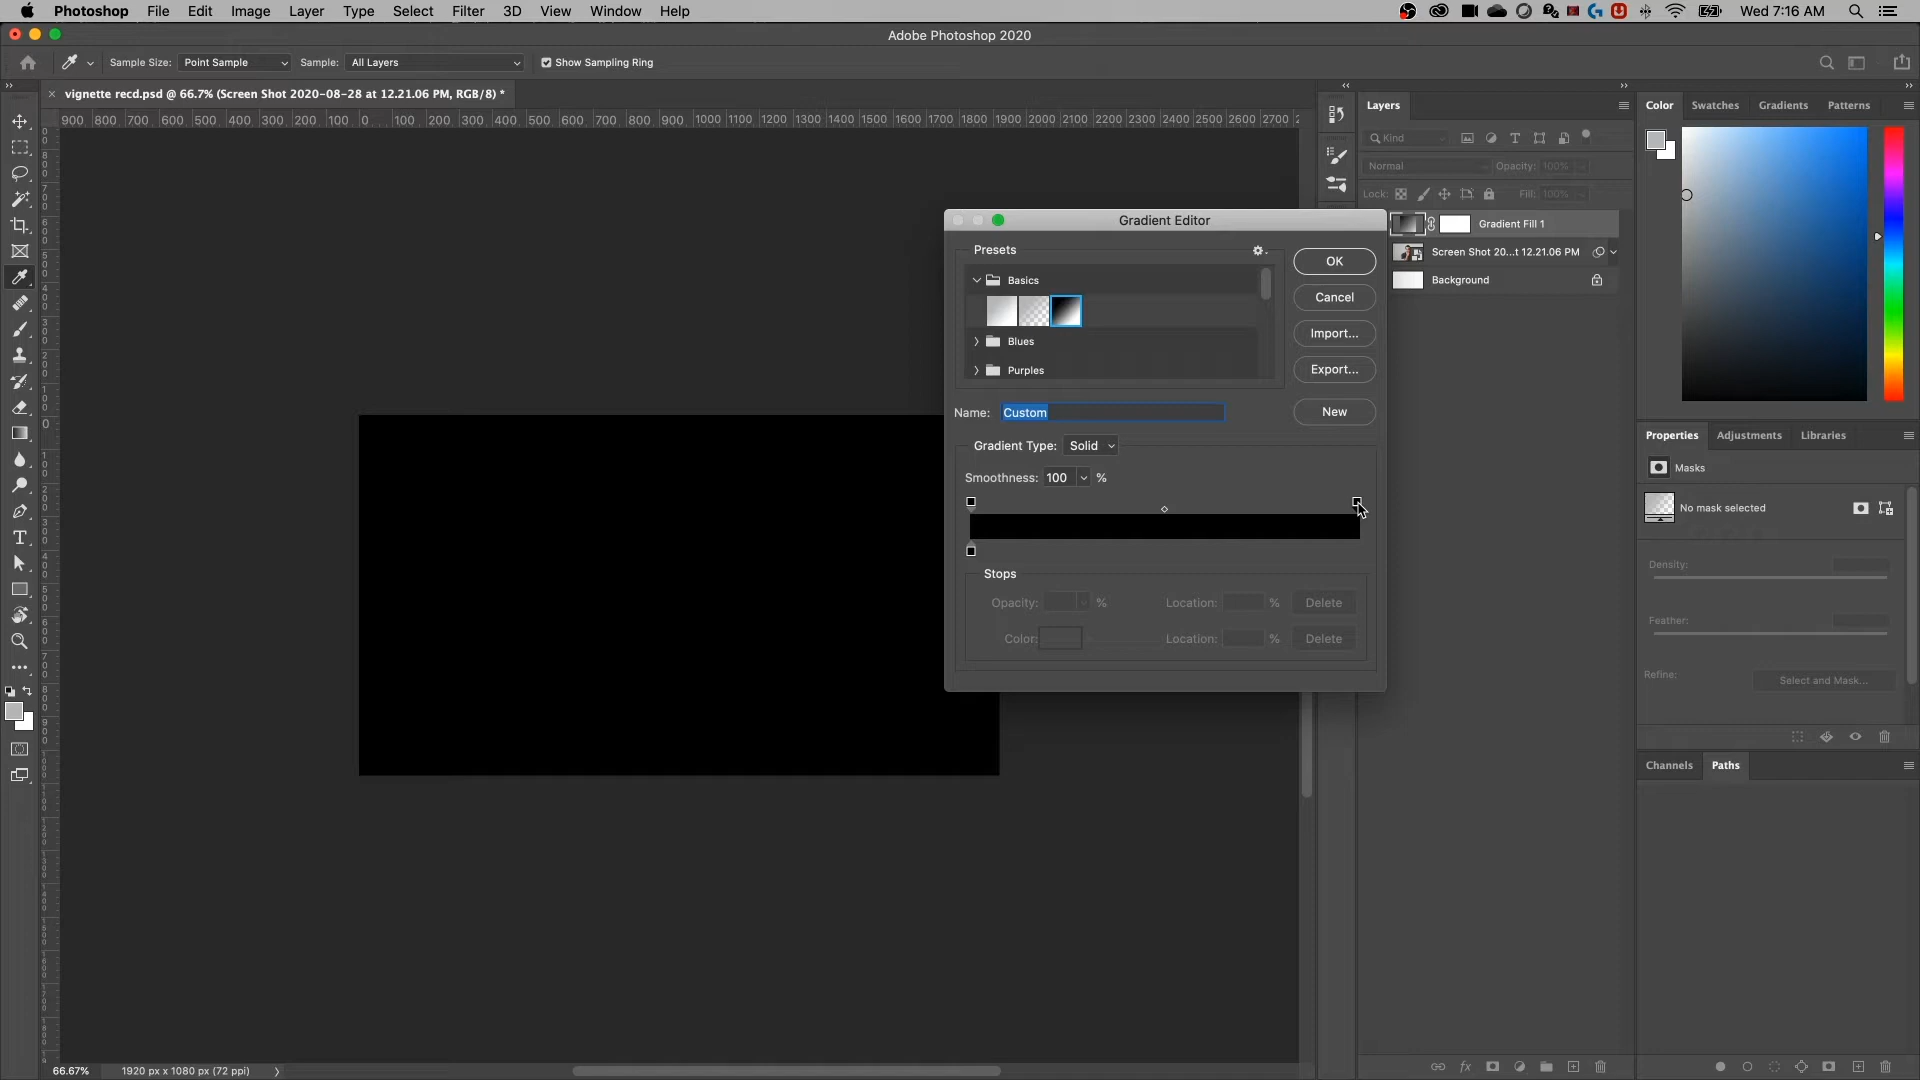 Photoshop File Edit Image Layer Type Select Filter 3D View Window Help Wed 7:16 AM
Adobe Photoshop 2020
Sample Size: Point Sample Sample: All Layers Show Sampling Ring
vignette recd.psd @ 66.7% (Screen Shot 2020-08-28 at 12.21.06 PM, RGB/8) *
900 800 700 600 500 400 300 200 100 0 100 200 300 400 500 600 700 800 900 1000 1100 1200 1300 1400 1500 1600 1700 1800 1900 2000 2100 2200 2300 2400 2500 2600 2700
Layers
Kind
Normal Opacity: 100%
Lock: Fill: 100%
Gradient Fill 1
Screen Shot 20...t 12.21.06 PM
Background
Color Swatches Gradients Patterns
Gradient Editor
Presets
Basics
Blues
Purples
OK
Cancel
Import...
Export...
Name: Custom
New
Gradient Type: Solid
Smoothness: 100 %
Stops
Opacity: % Location: % Delete
Color: Location: % Delete
Properties Adjustments Libraries
Masks
No mask selected
Density:
Feather:
Refine: Select and Mask...
Channels Paths
66.67% 1920 px x 1080 px (72 ppi)